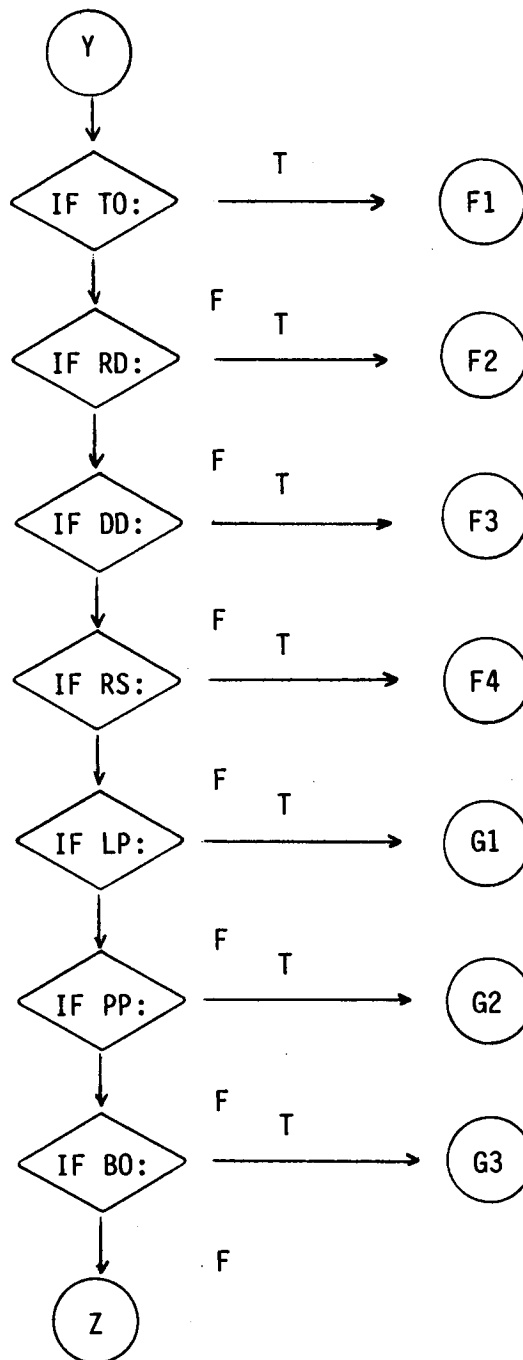 Y
T
IF TO:
F1
F
T
IF RD:
F2
F
T
IF DD:
F3
F
T
IF RS:
F4
F
T
IF LP:
G1
F
T
IF PP:
G2
F
T
IF BO:
G3
F
Z